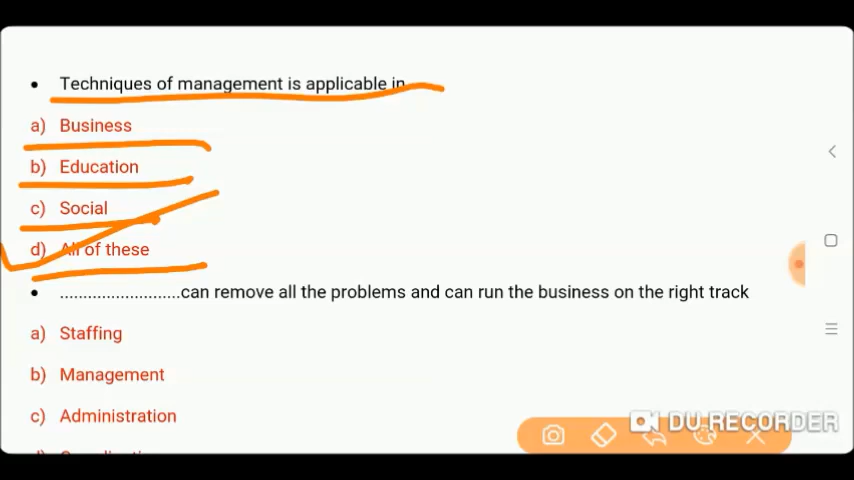 • Techniques of management is applicable in
a) Business
b) Education
c) Social
d) All of these
• ..........................can remove all the problems and can run the business on the right track
a) Staffing
b) Management
c) Administration
DU RECORDER